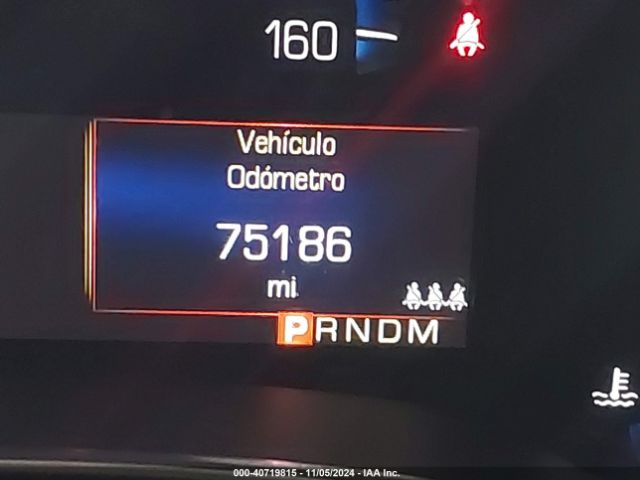 160
Vehículo
Odómetro
75186
mi
PRNDM
000-40719815 - 11/05/2024 - IAA Inc.